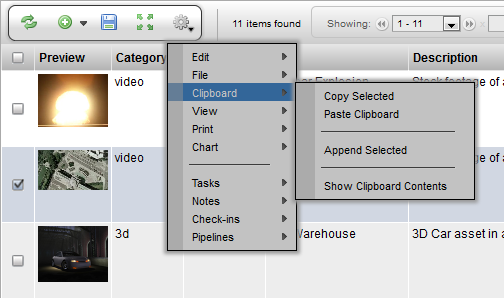 11 items found
Showing:
1 - 11
Preview
Category
Description
Edit
File
Clipboard
View
Print
Chart
Tasks
Notes
Check-ins
Pipelines
Copy Selected
Paste Clipboard
Append Selected
Show Clipboard Contents
video
Explosion
Stock footage of a
video
age of a
3d
Warehouse
3D Car asset in a